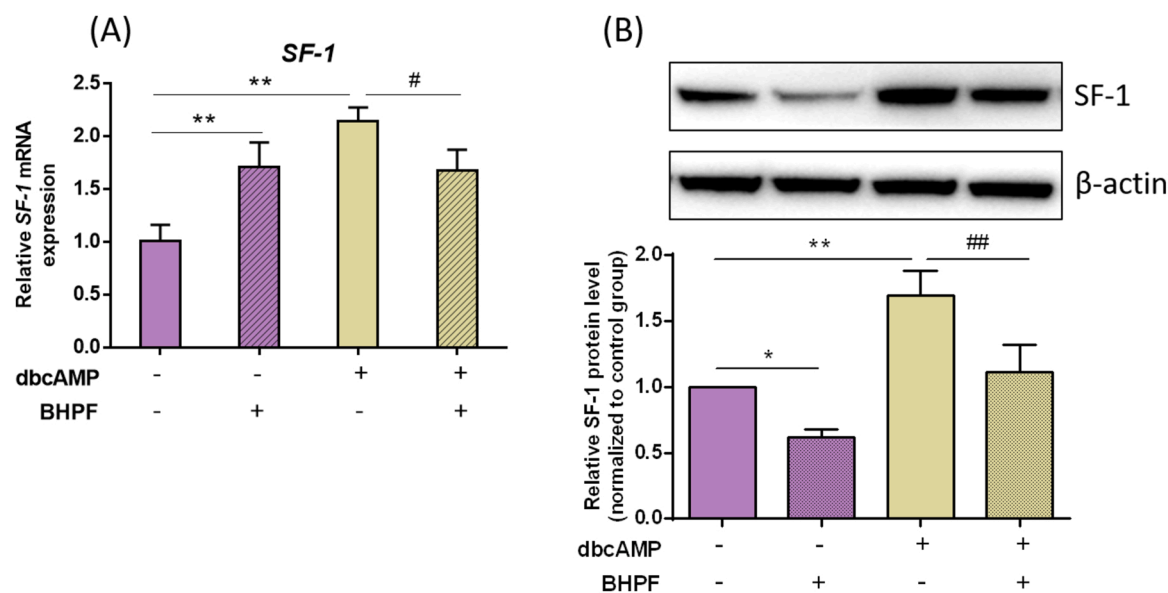 (A)
SF-1
Relative SF-1 mRNA
expression
2.5
2.0
1.5
1.0
0.5
0.0
**
**
#
dbcAMP - - + +
BHPF - + - +
(B)
SF-1
β-actin
Relative SF-1 protein level
(normalized to control group)
2.0
1.5
1.0
0.5
0.0
**
##
*
dbcAMP - - + +
BHPF - + - +